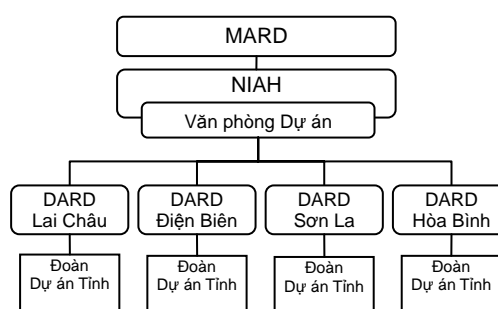 MARD
NIAH
Văn phòng Dự án
DARD
Lai Châu
DARD
Điện Biên
DARD
Sơn La
DARD
Hòa Bình
Đoàn
Dự án Tỉnh
Đoàn
Dự án Tỉnh
Đoàn
Dự án Tỉnh
Đoàn
Dự án Tỉnh